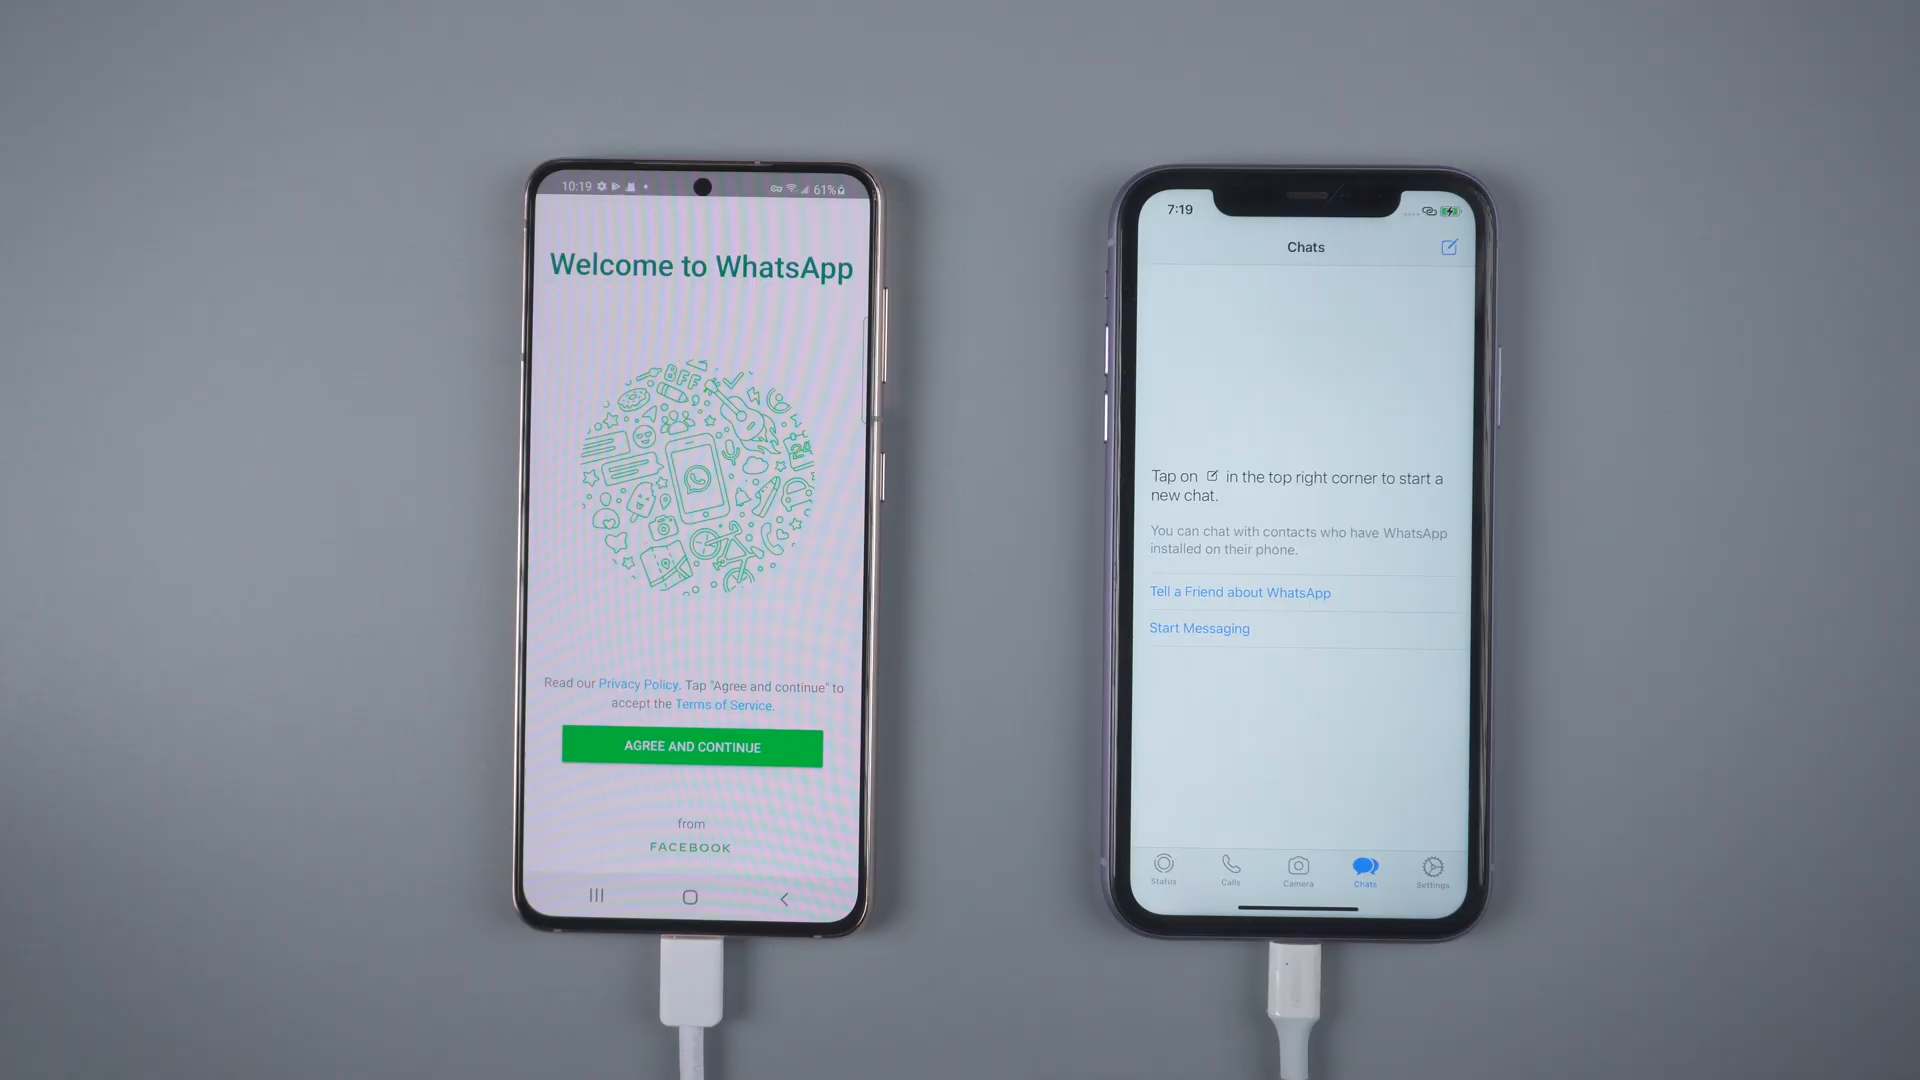 10:19
61%
Welcome to WhatsApp
BFF
Read our Privacy Policy. Tap "Agree and continue" to
accept the Terms of Service.
AGREE AND CONTINUE
from
FACEBOOK
7:19
Chats
Tap on in the top right corner to start a
new chat.
You can chat with contacts who have WhatsApp
installed on their phone.
Tell a Friend about WhatsApp
Start Messaging
Status
Calls
Camera
Chats
Settings